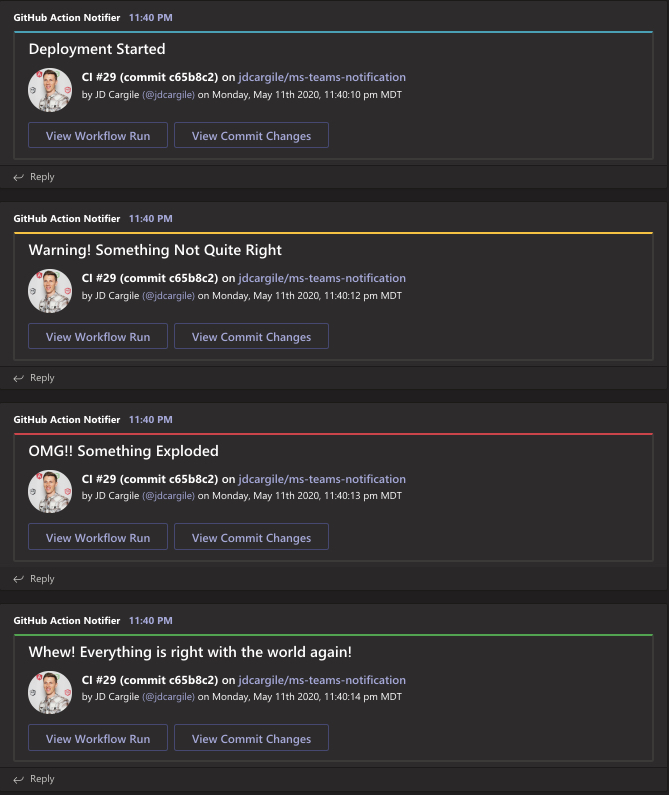 GitHub Action Notifier 11:40 PM
Deployment Started
CI #29 (commit c65b8c2) on jdcargile/ms-teams-notification
by JD Cargile (@jdcargile) on Monday, May 11th 2020, 11:40:10 pm MDT
View Workflow Run View Commit Changes
Reply
GitHub Action Notifier 11:40 PM
Warning! Something Not Quite Right
CI #29 (commit c65b8c2) on jdcargile/ms-teams-notification
by JD Cargile (@jdcargile) on Monday, May 11th 2020, 11:40:12 pm MDT
View Workflow Run View Commit Changes
Reply
GitHub Action Notifier 11:40 PM
OMG!! Something Exploded
CI #29 (commit c65b8c2) on jdcargile/ms-teams-notification
by JD Cargile (@jdcargile) on Monday, May 11th 2020, 11:40:13 pm MDT
View Workflow Run View Commit Changes
Reply
GitHub Action Notifier 11:40 PM
Whew! Everything is right with the world again!
CI #29 (commit c65b8c2) on jdcargile/ms-teams-notification
by JD Cargile (@jdcargile) on Monday, May 11th 2020, 11:40:14 pm MDT
View Workflow Run View Commit Changes
Reply